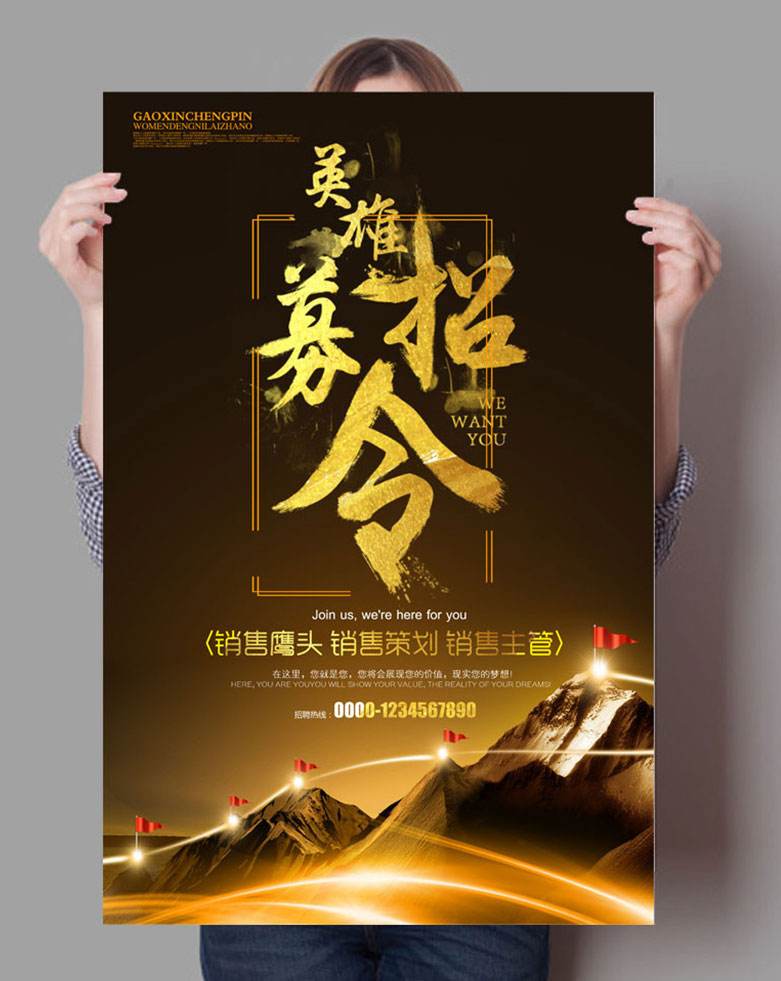 GAOXINCHENGPIN
WOMENDENGNILAIZHANO
英雄
招募
令
WE
WANT
YOU
Join us, we're here for you
〈销售鹰头 销售策划 销售主管〉
在这里，您就是您，您将会展现您的价值，现实您的梦想!
HERE, YOU ARE YOUYOU WILL SHOW YOUR VALUE, THE REALITY OF YOUR DREAMS!
招聘热线：0000-1234567890